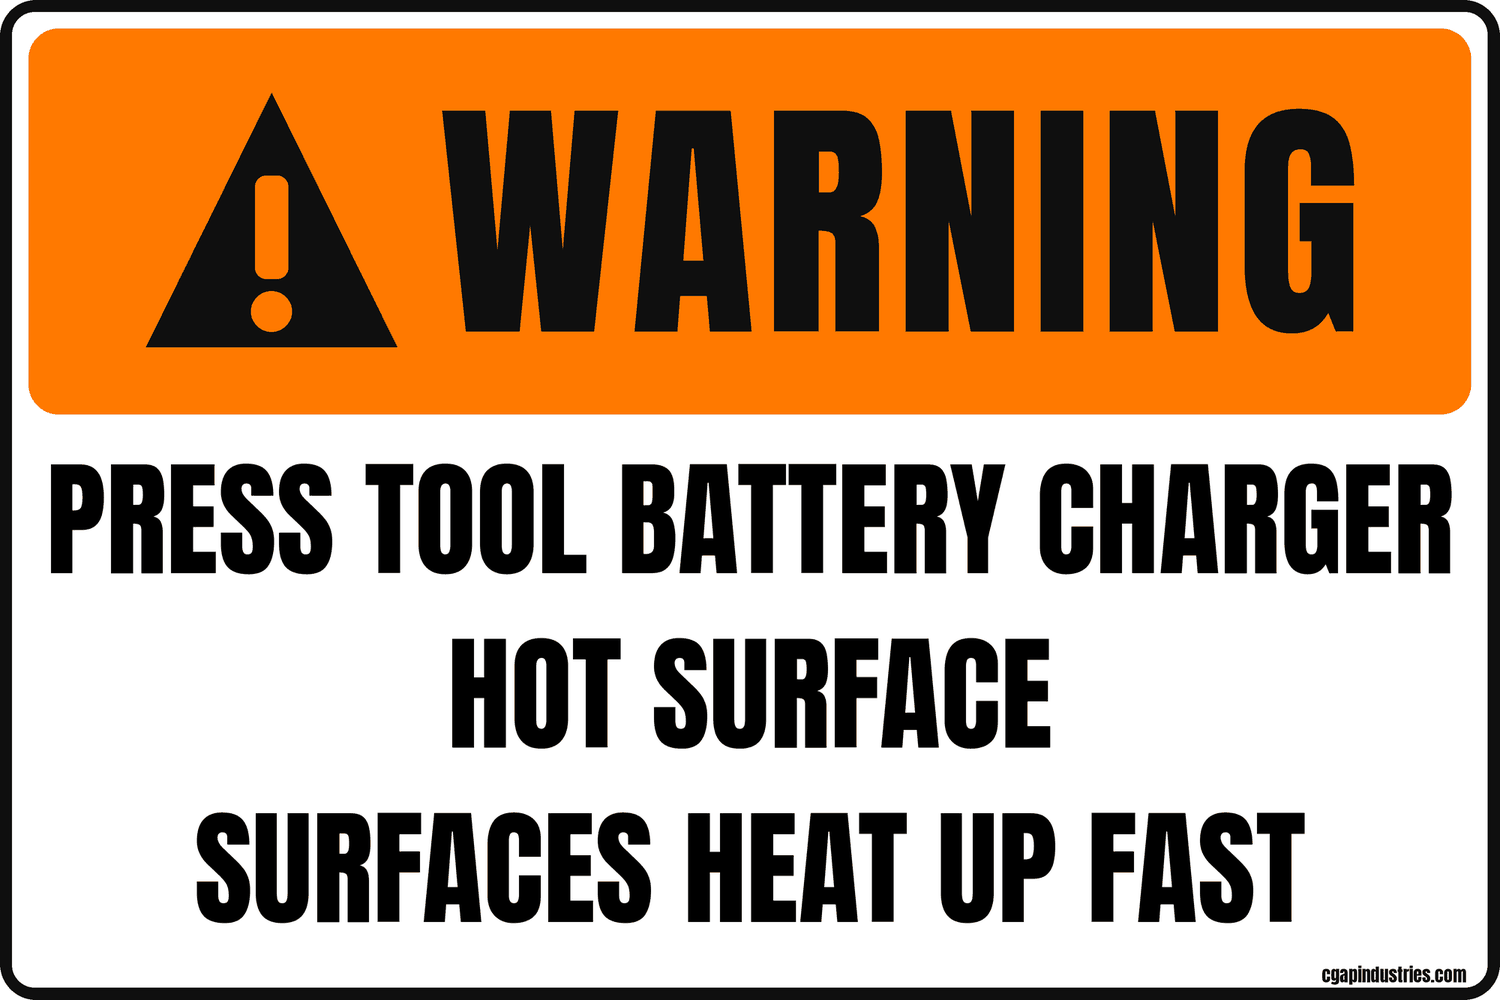 WARNING
PRESS TOOL BATTERY CHARGER
HOT SURFACE
SURFACES HEAT UP FAST
cgapindustries.com